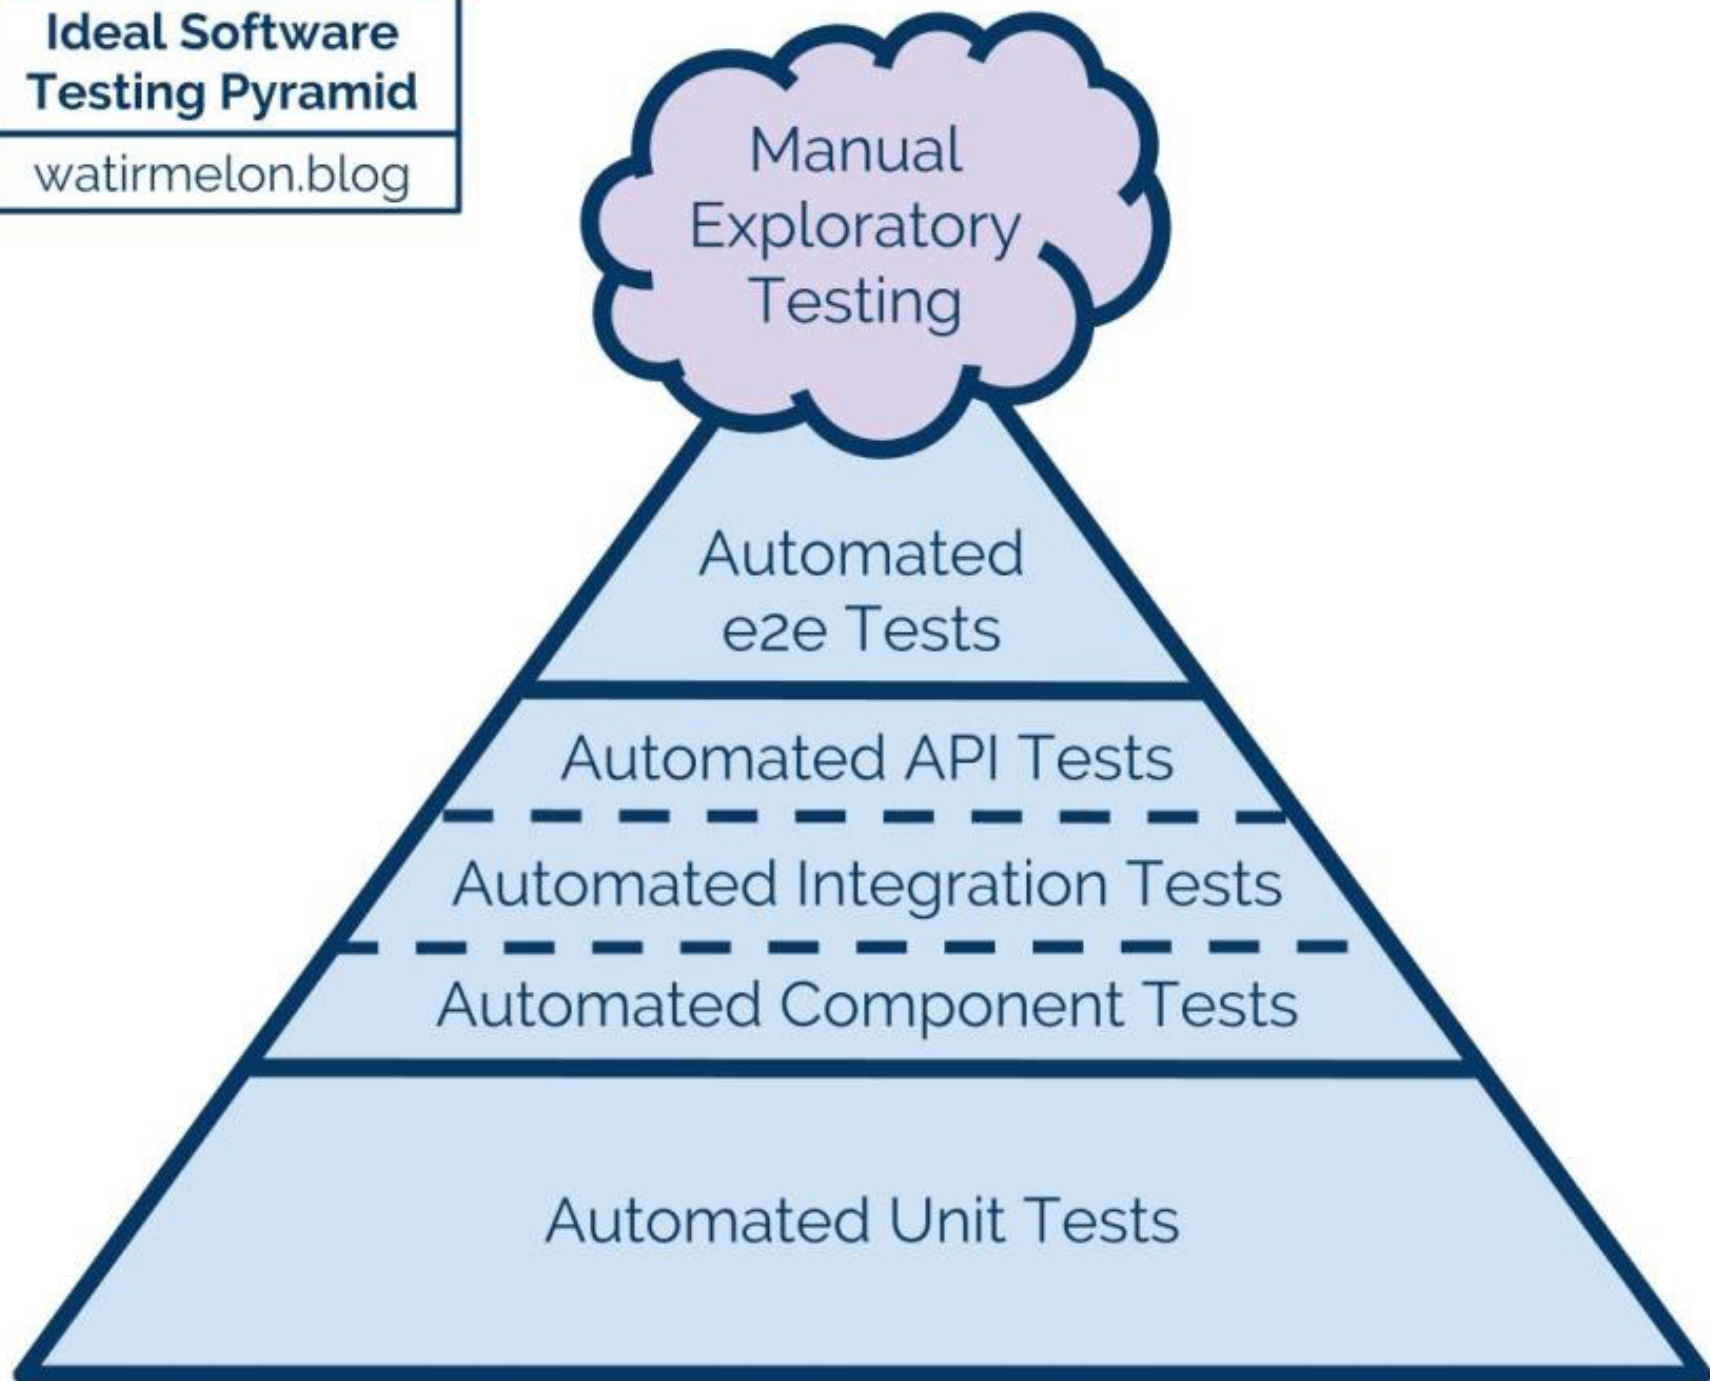 Ideal Software
Testing Pyramid
watirmelon.blog
Manual
Exploratory
Testing
Automated
e2e Tests
Automated API Tests
Automated Integration Tests
Automated Component Tests
Automated Unit Tests